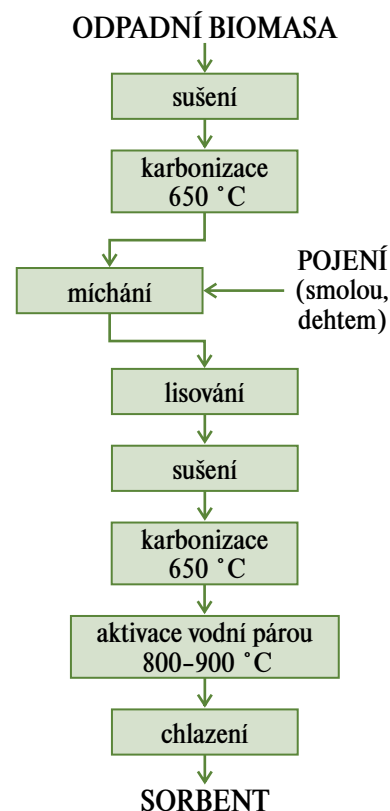 ODPADNÍ BIOMASA
sušení
karbonizace
650 °C
míchání
POJENÍ
(smolou,
dehtem)
lisování
sušení
karbonizace
650 °C
aktivace vodní párou
800–900 °C
chlazení
SORBENT